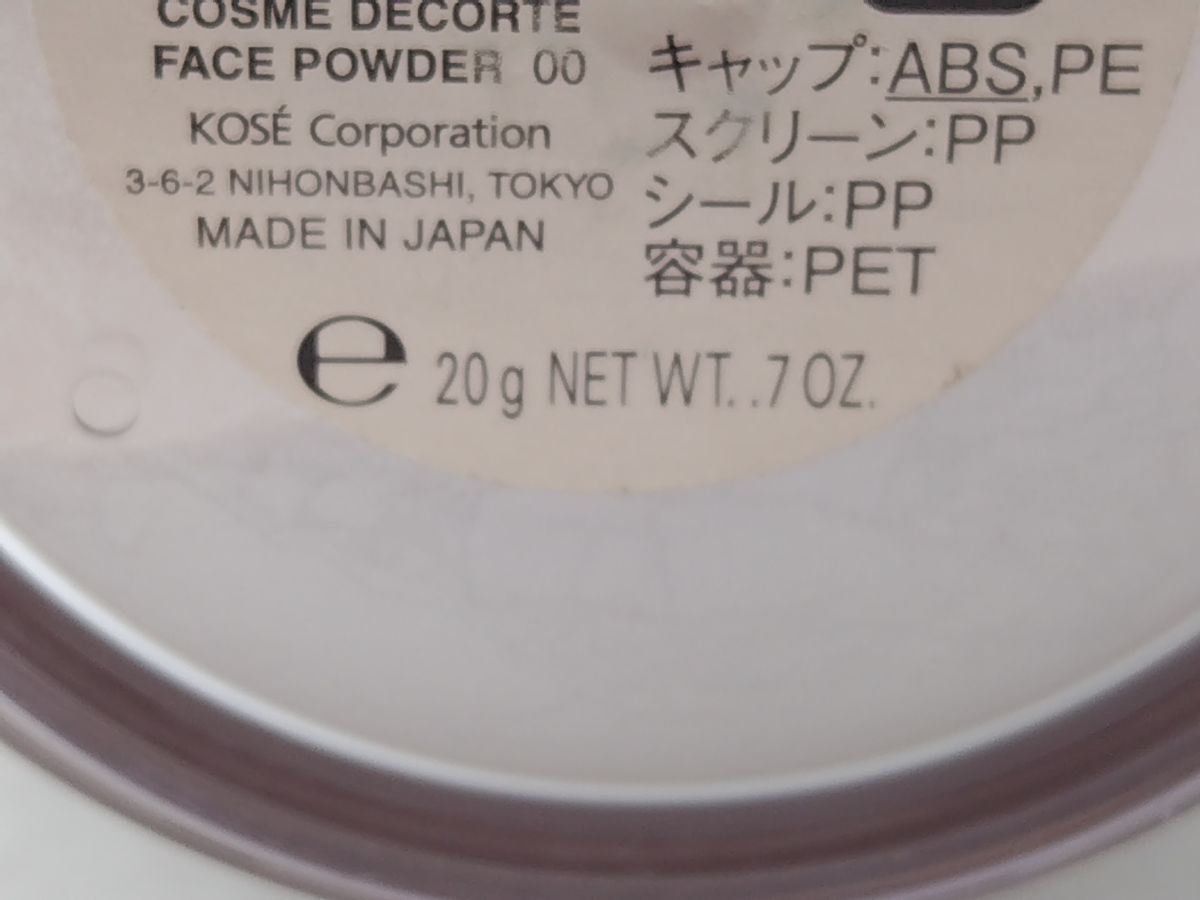 COSME DECORTE
FACE POWDER 00
KOSÉ Corporation
3-6-2 NIHONBASHI, TOKYO
MADE IN JAPAN
キャップ:ABS,PE
スクリーン:PP
シール:PP
容器:PET
e 20g NET WT. .7 OZ.